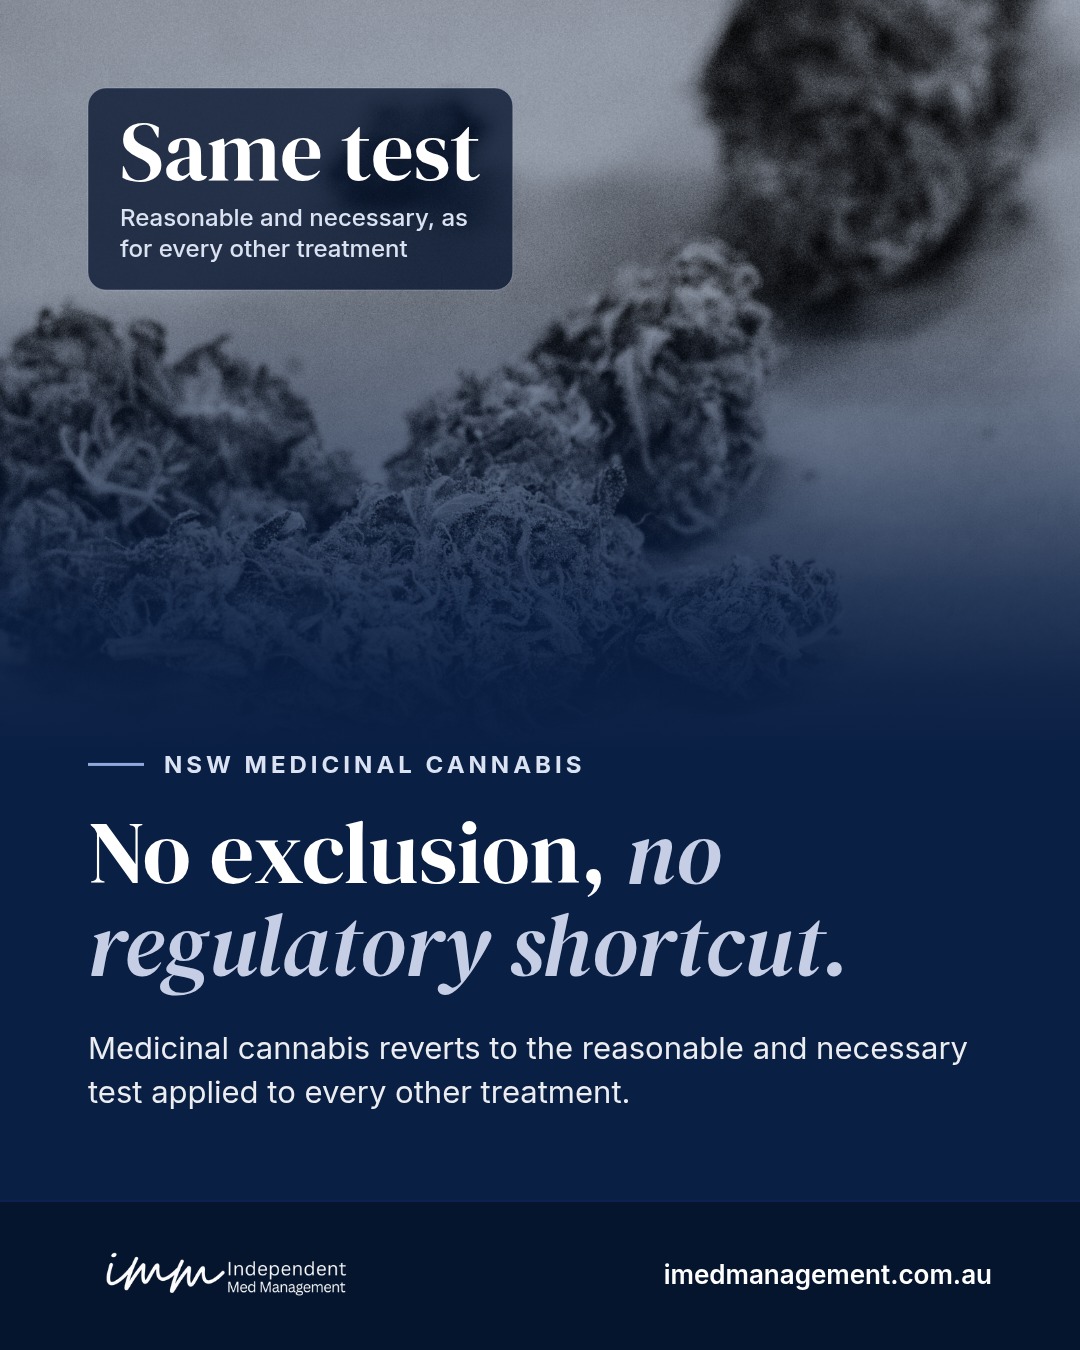 Same test
Reasonable and necessary, as
for every other treatment
NSW MEDICINAL CANNABIS
No exclusion, no
regulatory shortcut.
Medicinal cannabis reverts to the reasonable and necessary
test applied to every other treatment.
imm Independent
Med Management
imedmanagement.com.au